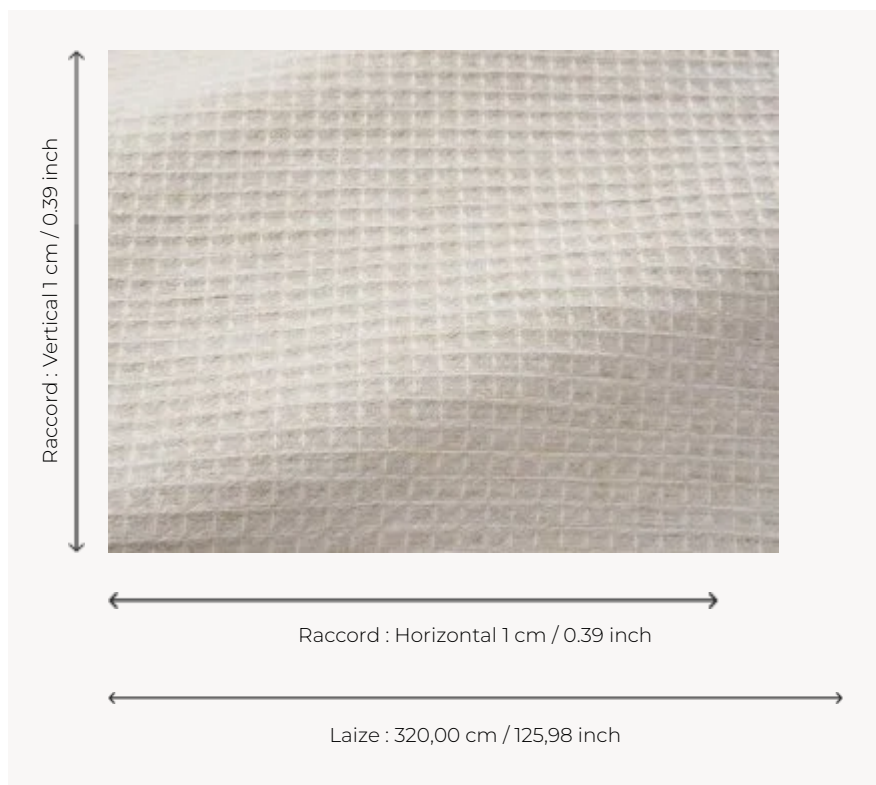 Raccord : Vertical 1 cm / 0.39 inch
Raccord : Horizontal 1 cm / 0.39 inch
Laize : 320,00 cm / 125,98 inch